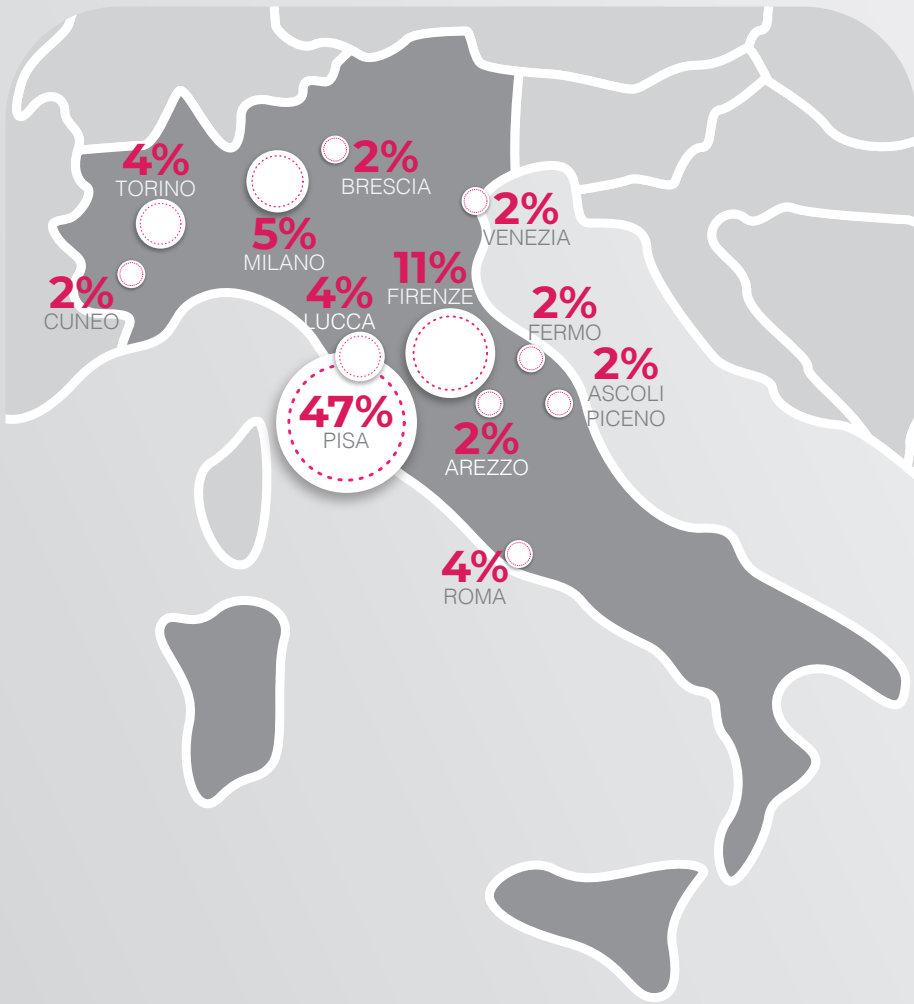 4%
TORINO
2%
BRESCIA
5%
MILANO
2%
VENEZIA
2%
CUNEO
4%
LUCCA
11%
FIRENZE
2%
FERMO
2%
ASCOLI
PICENO
47%
PISA
2%
AREZZO
4%
ROMA